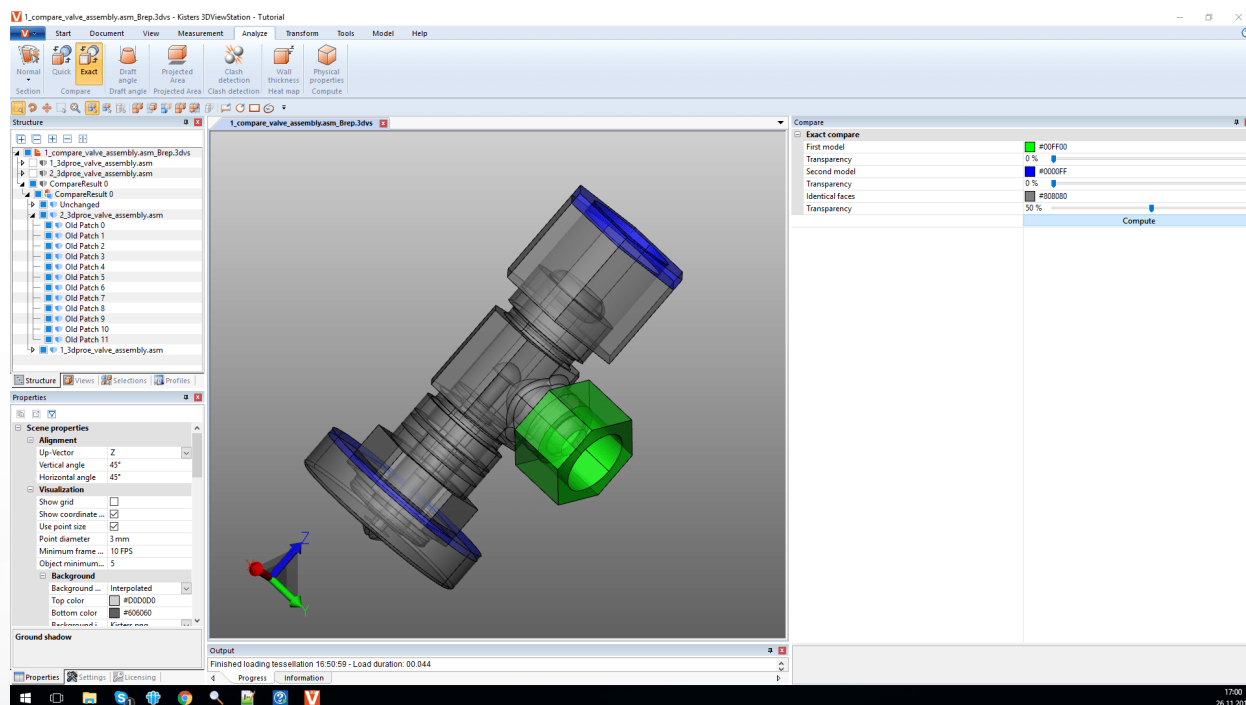 1_compare_valve_assembly.asm_Brep.3dvs - Kisters 3DViewStation - Tutorial
Start Document View Measurement Analyze Transform Tools Model Help
Normal Quick Exact Draft angle Projected Area Clash detection Wall thickness Physical properties
Section Compare Draft angle Projected Area Clash detection Heat map Compute
Structure
1_compare_valve_assembly.asm_Brep.3dvs
1_3dproe_valve_assembly.asm
2_3dproe_valve_assembly.asm
CompareResult 0
CompareResult 0
Unchanged
2_3dproe_valve_assembly.asm
Old Patch 0
Old Patch 1
Old Patch 2
Old Patch 3
Old Patch 4
Old Patch 5
Old Patch 6
Old Patch 7
Old Patch 8
Old Patch 9
Old Patch 10
Old Patch 11
1_3dproe_valve_assembly.asm
Structure Views Selections Profiles
Properties
Scene properties
Alignment
Up-Vector Z
Vertical angle 45°
Horizontal angle 45°
Visualization
Show grid
Show coordinate ...
Use point size
Point diameter 3 mm
Minimum frame ... 10 FPS
Object minimum... 5
Background
Background ... Interpolated
Top color #D0D0D0
Bottom color #606060
Background i... Kisters.png
Ground shadow
Properties Settings Licensing
1_compare_valve_assembly.asm_Brep.3dvs
Z
Y
Output
Finished loading tessellation 16:50:59 - Load duration: 00.044
Progress Information
Compare
Exact compare
First model #00FF00
Transparency 0 %
Second model #0000FF
Transparency 0 %
Identical faces #808080
Transparency 50 %
Compute
17:00
26.11.201